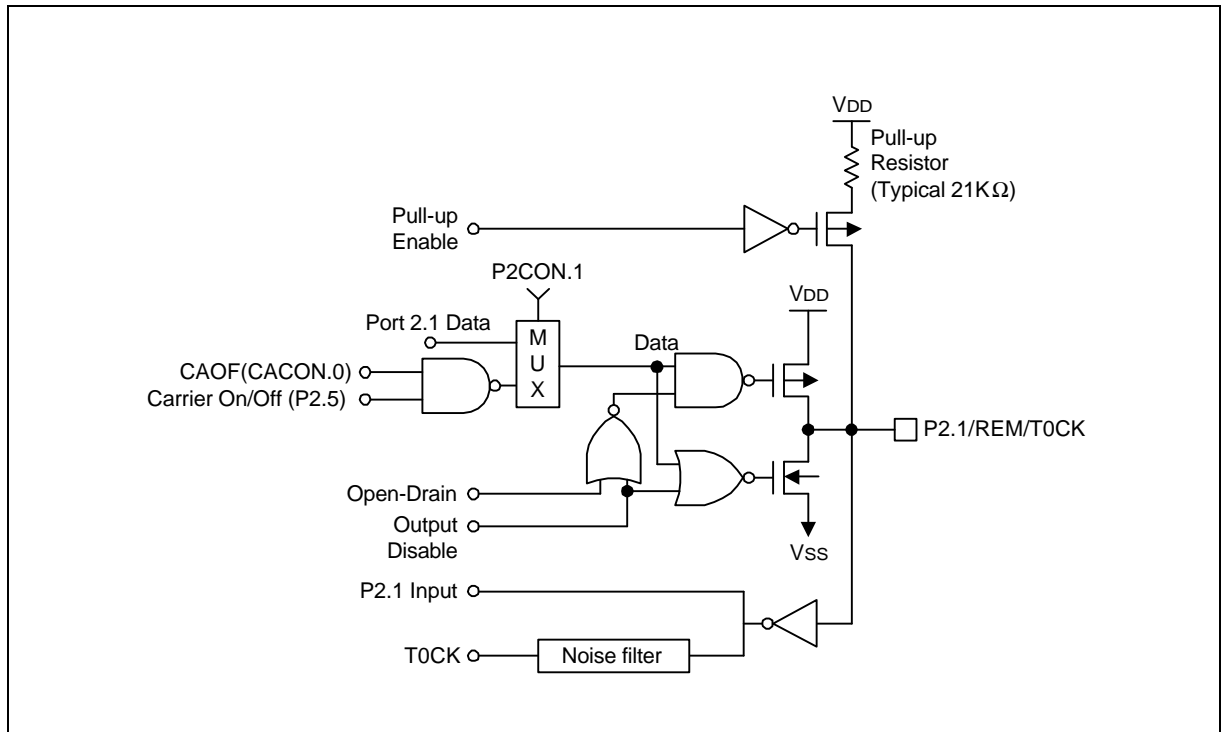 VDD
Pull-up
Resistor
(Typical 21KΩ)
Pull-up
Enable
P2CON.1
VDD
Port 2.1 Data
M
U
X
Data
CAOF(CACON.0)
Carrier On/Off (P2.5)
P2.1/REM/T0CK
Open-Drain
Output
Disable
VSS
P2.1 Input
T0CK
Noise filter